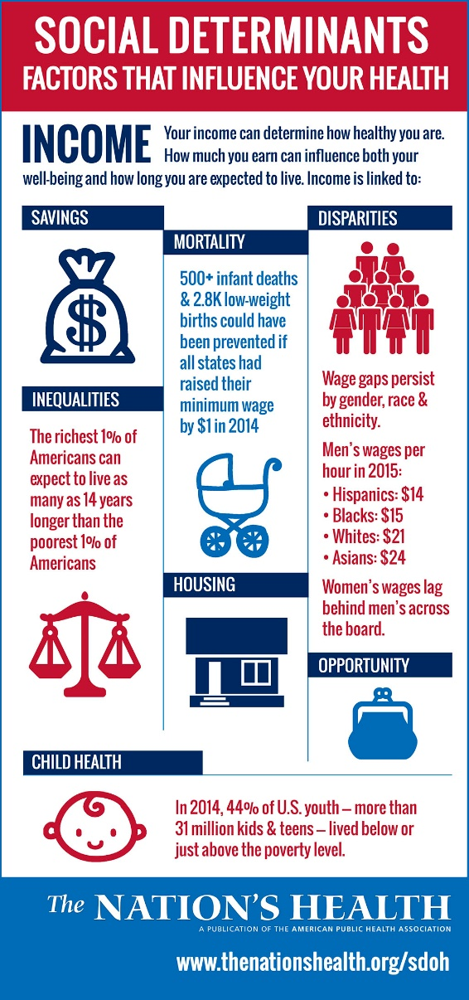 SOCIAL DETERMINANTS
FACTORS THAT INFLUENCE YOUR HEALTH
INCOME
Your income can determine how healthy you are.
How much you earn can influence both your
well-being and how long you are expected to live. Income is linked to:
SAVINGS
$
INEQUALITIES
The richest 1% of
Americans can
expect to live as
many as 14 years
longer than the
poorest 1% of
Americans
MORTALITY
500+ infant deaths
& 2.8K low-weight
births could have
been prevented if
all states had
raised their
minimum wage
by $1 in 2014
HOUSING
DISPARITIES
Wage gaps persist
by gender, race &
ethnicity.
Men's wages per
hour in 2015:
• Hispanics: $14
• Blacks: $15
• Whites: $21
• Asians: $24
Women's wages lag
behind men's across
the board.
OPPORTUNITY
CHILD HEALTH
In 2014, 44% of U.S. youth – more than
31 million kids & teens – lived below or
just above the poverty level.
The NATION'S HEALTH
A PUBLICATION OF THE AMERICAN PUBLIC HEALTH ASSOCIATION
www.thenationshealth.org/sdoh